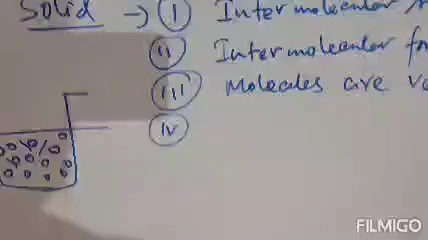 Solid → (i) Intermolecular
(ii) Intermolecular
(iii) Molecules are
(iv)
FILMIGO